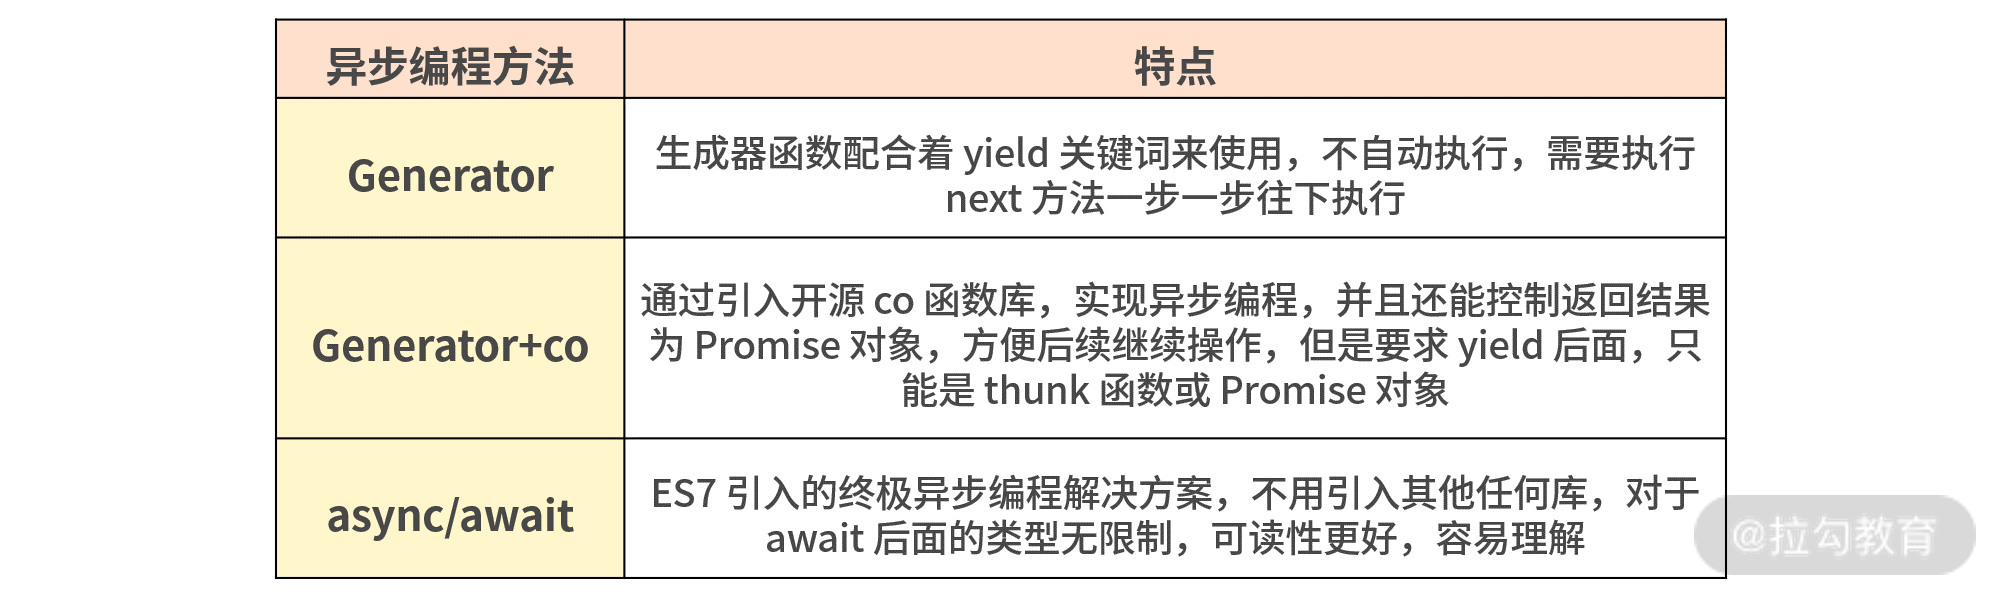 异步编程方法
特点
Generator
生成器函数配合着 yield 关键词来使用，不自动执行，需要执行
next 方法一步一步往下执行
Generator+co
通过引入开源 co 函数库，实现异步编程，并且还能控制返回结果
为 Promise 对象，方便后续继续操作，但是要求 yield 后面，只
能是 thunk 函数或 Promise 对象
async/await
ES7 引入的终极异步编程解决方案，不用引入其他任何库，对于
await 后面的类型无限制，可读性更好，容易理解
@拉勾教育